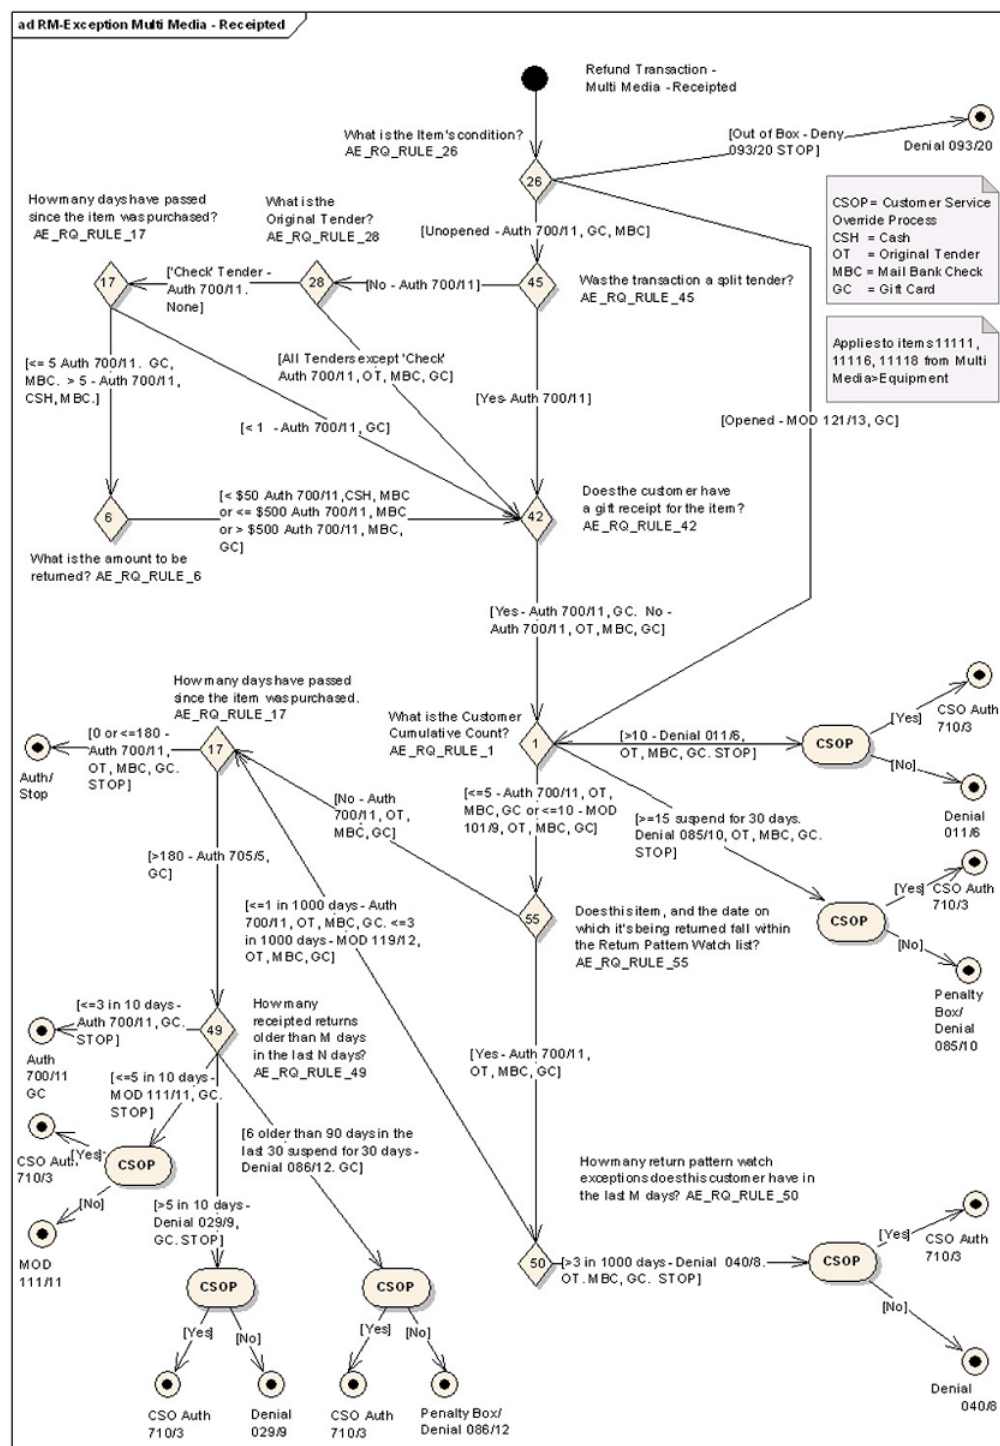 ad RM-Exception Multi Media - Receipted
Refund Transaction -
Multi Media - Receipted
What is the Item's condition?
AE_RQ_RULE_26
[Out of Box - Deny
093/20 STOP]
Denial 093/20
26
How many days have passed
since the item was purchased?
AE_RQ_RULE_17
What is the
Original Tender?
AE_RQ_RULE_28
[Unopened - Auth 700/11, GC, MBC]
CSOP = Customer Service
Override Process
CSH = Cash
OT = Original Tender
MBC = Mail Bank Check
GC = Gift Card
17
['Check' Tender -
Auth 700/11.
None]
28
[No - Auth 700/11]
45
Was the transaction a split tender?
AE_RQ_RULE_45
Applies to items 11111,
11116, 11118 from Multi
Media>Equipment
[<= 5 Auth 700/11. GC,
MBC. > 5 - Auth 700/11,
CSH, MBC.]
[All Tenders except 'Check'
Auth 700/11, OT, MBC, GC]
[Yes- Auth 700/11]
[Opened - MOD 121/13, GC]
[< 1 - Auth 700/11, GC]
6
[< $50 Auth 700/11,CSH, MBC
or <= $500 Auth 700/11, MBC
or > $500 Auth 700/11, MBC,
GC]
42
Does the customer have
a gift receipt for the item?
AE_RQ_RULE_42
What is the amount to be
returned? AE_RQ_RULE_6
[Yes - Auth 700/11, GC. No -
Auth 700/11, OT, MBC, GC]
How many days have passed
since the item was purchased.
AE_RQ_RULE_17
What is the Customer
Cumulative Count?
AE_RQ_RULE_1
[0 or <=180 -
Auth 700/11,
OT, MBC, GC.
STOP]
Auth/
Stop
17
1
[>10 - Denial 011/6,
OT, MBC, GC. STOP]
CSOP
[Yes]
CSO Auth
710/3
[No]
Denial
011/6
[No - Auth
700/11, OT,
MBC, GC]
[<=5 - Auth 700/11, OT,
MBC, GC or <=10 - MOD
101/9, OT, MBC, GC]
[>=15 suspend for 30 days.
Denial 085/10, OT, MBC, GC.
STOP]
[>180 - Auth 705/5,
GC]
[<=1 in 1000 days - Auth
700/11, OT, MBC, GC. <=3
in 1000 days - MOD 119/12,
OT, MBC, GC]
55
Does this item, and the date on
which it's being returned fall within
the Return Pattern Watch list?
AE_RQ_RULE_55
CSOP
[Yes]
CSO Auth
710/3
[No]
Penalty
Box/
Denial
085/10
[<=3 in 10 days -
Auth 700/11, GC.
STOP]
Auth
700/11
GC
49
How many
receipted returns
older than M days
in the last N days?
AE_RQ_RULE_49
[Yes - Auth 700/11,
OT, MBC, GC]
[<=5 in 10 days -
MOD 111/11, GC.
STOP]
CSO Auth
710/3
[Yes]
CSOP
[No]
MOD
111/11
[6 older than 90 days in the
last 30 suspend for 30 days -
Denial 086/12. GC]
[>5 in 10 days -
Denial 029/9,
GC. STOP]
How many return pattern watch
exceptions does this customer have in
the last M days? AE_RQ_RULE_50
50
[>3 in 1000 days - Denial 040/8.
OT. MBC, GC. STOP]
CSOP
[Yes]
CSO Auth
710/3
[No]
Denial
040/8
CSOP
[Yes]
[No]
CSO Auth
710/3
Denial
029/9
CSOP
[Yes]
[No]
CSO Auth
710/3
Penalty Box/
Denial 086/12